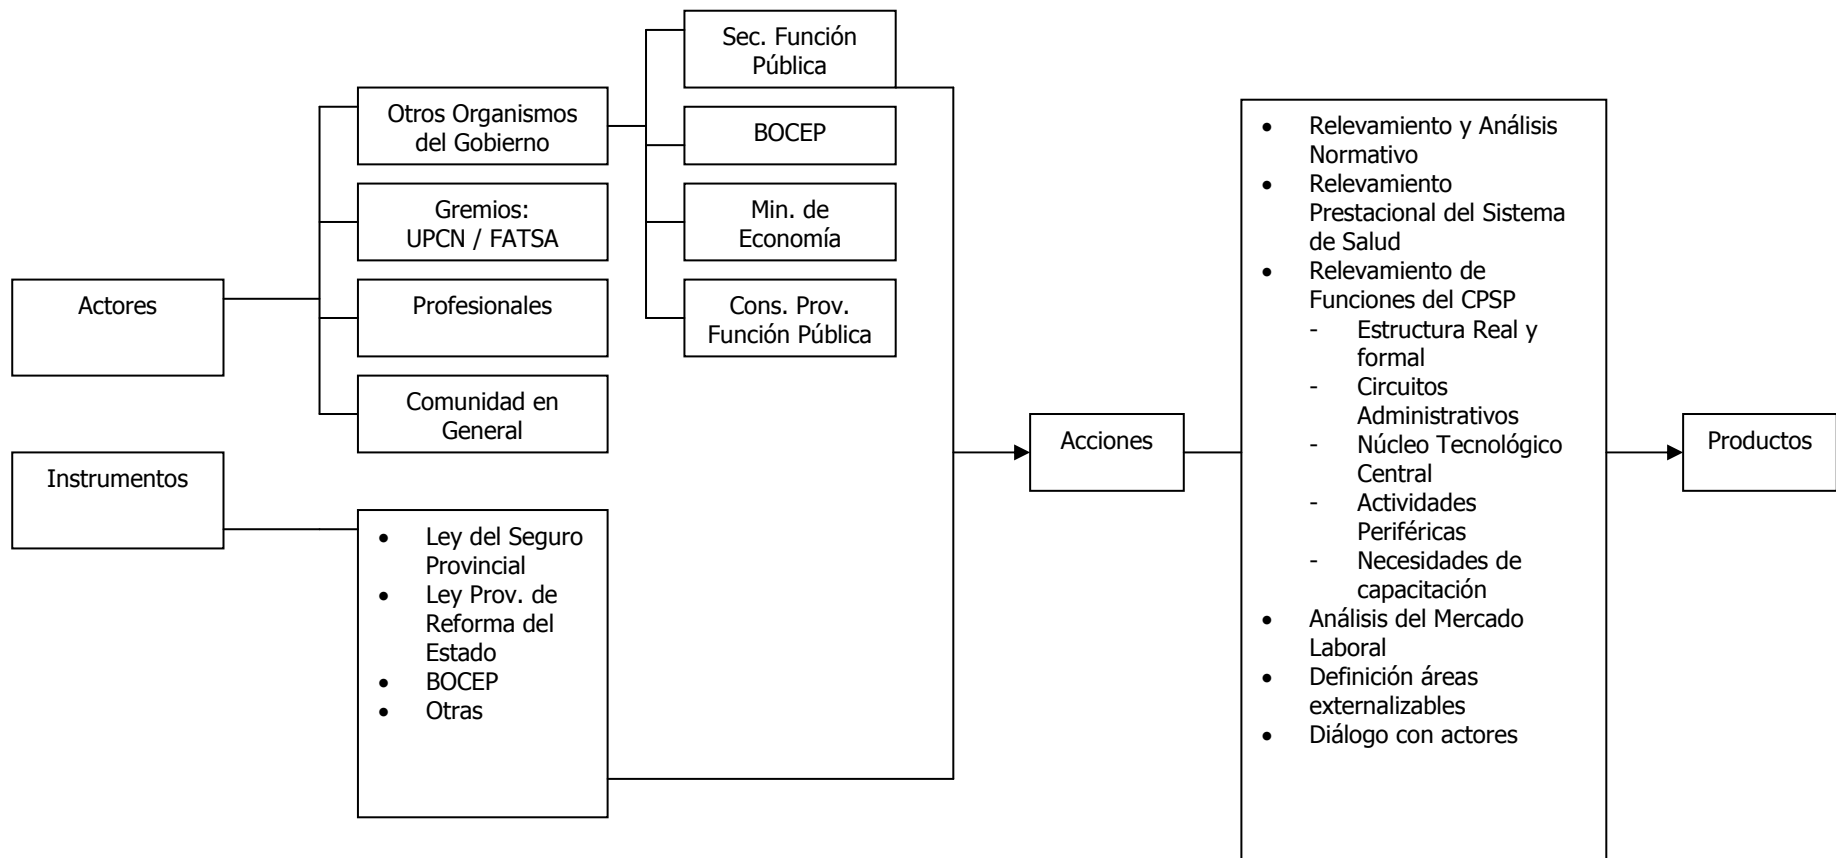 Actores
Otros Organismos
del Gobierno
Gremios:
UPCN / FATSA
Profesionales
Comunidad en
General
Sec. Función
Pública
BOCEP
Min. de
Economía
Cons. Prov.
Función Pública
Instrumentos
• Ley del Seguro
Provincial
• Ley Prov. de
Reforma del
Estado
• BOCEP
• Otras
Acciones
• Relevamiento y Análisis
Normativo
• Relevamiento
Prestacional del Sistema
de Salud
• Relevamiento de
Funciones del CPSP
- Estructura Real y
formal
- Circuitos
Administrativos
- Núcleo Tecnológico
Central
- Actividades
Periféricas
- Necesidades de
capacitación
• Análisis del Mercado
Laboral
• Definición áreas
externalizables
• Diálogo con actores
Productos